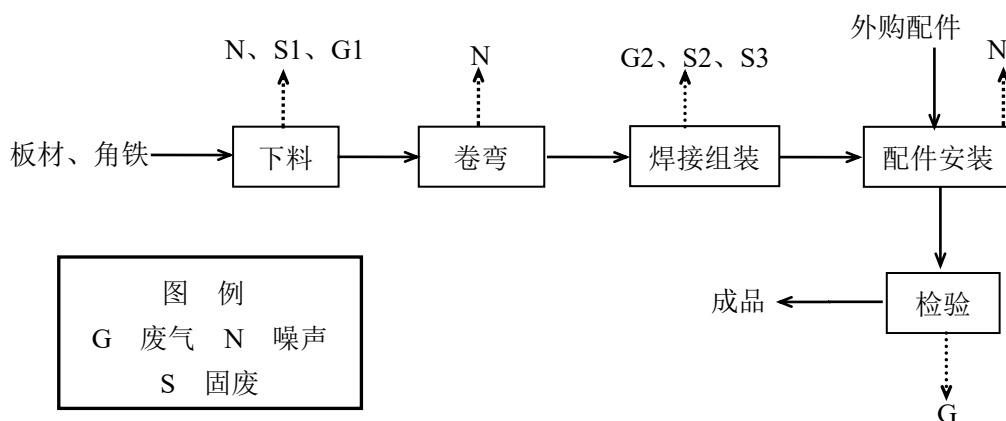 外购配件
N、S1、G1
N
G2、S2、S3
N
板材、角铁
下料
卷弯
焊接组装
配件安装
图 例
G 废气 N 噪声
S 固废
成品
检验
G